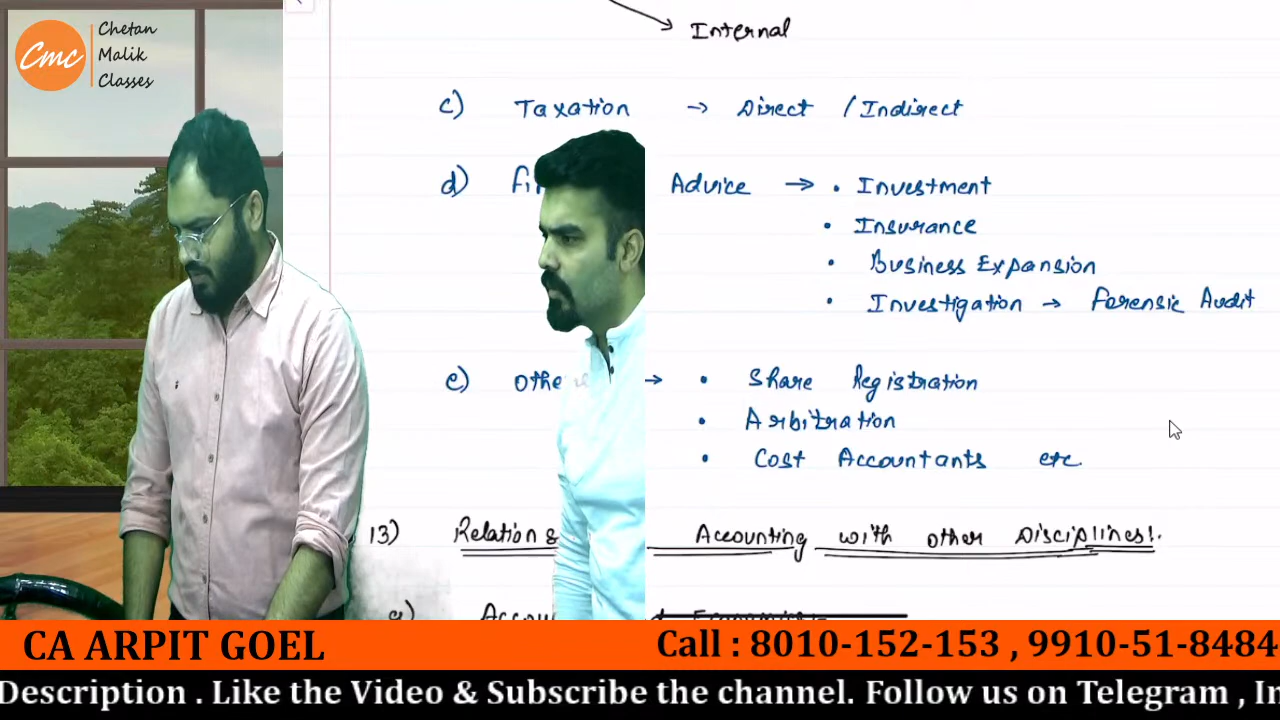 Chetan
Malik
Classes
Cmc
Internal
c) Taxation → Direct / Indirect
d) Advice → • Investment
• Insurance
• Business Expansion
• Investigation → Forensic Audit
e) → • Share Registration
• Arbitration
• Cost Accountants etc.
13) Accounting with other Disciplines:
CA ARPIT GOEL
Call : 8010-152-153 , 9910-51-8484
Description . Like the Video & Subscribe the channel. Follow us on Telegram ,